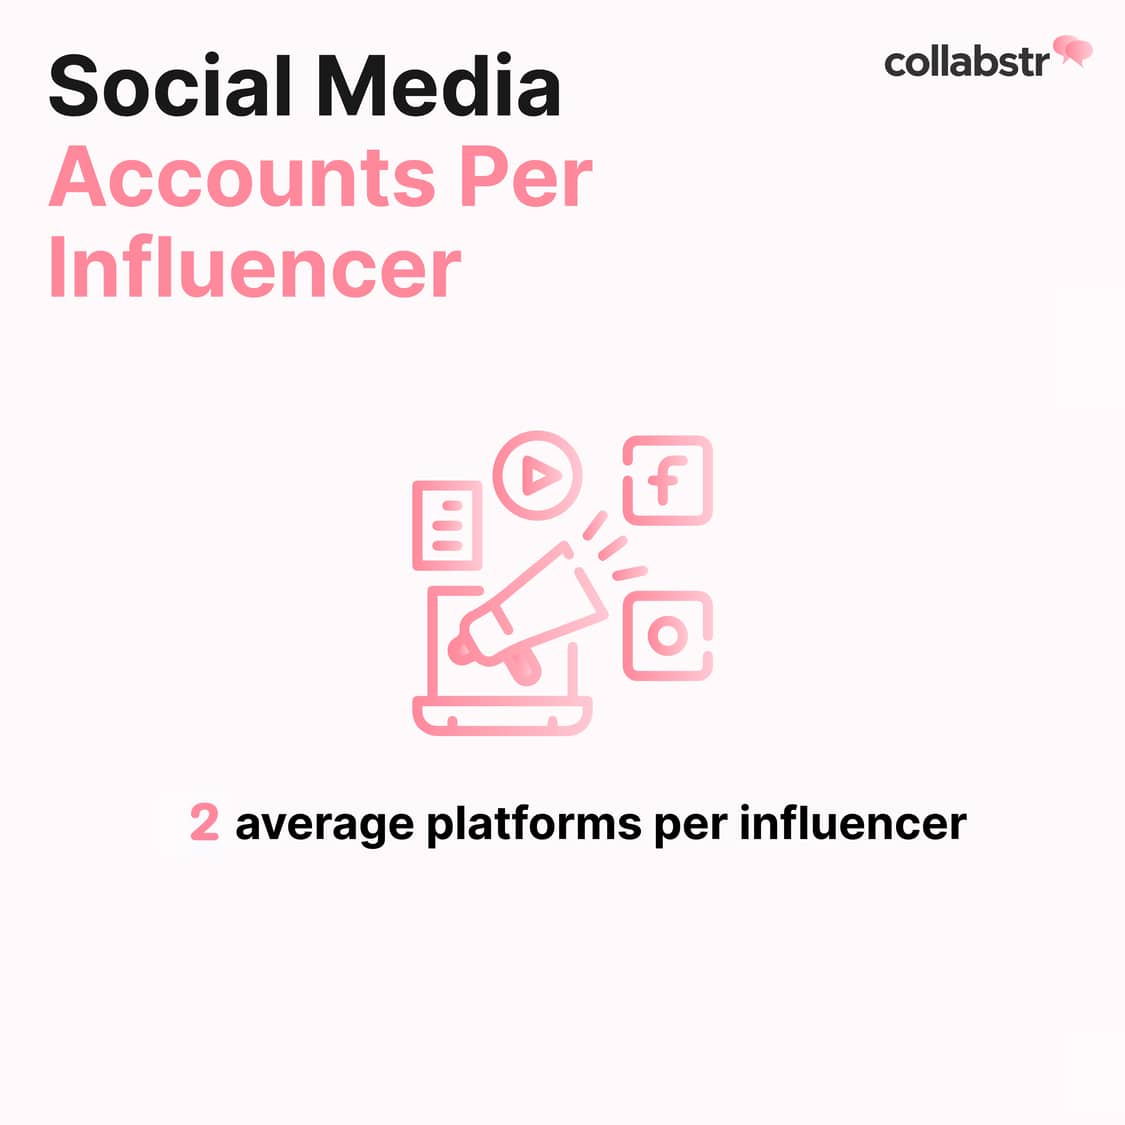 Social Media
Accounts Per
Influencer
collabstr
2 average platforms per influencer